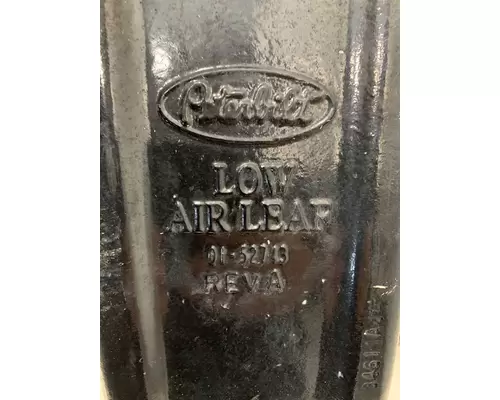 Peterbilt
LOW
AIR LEAF
REV A